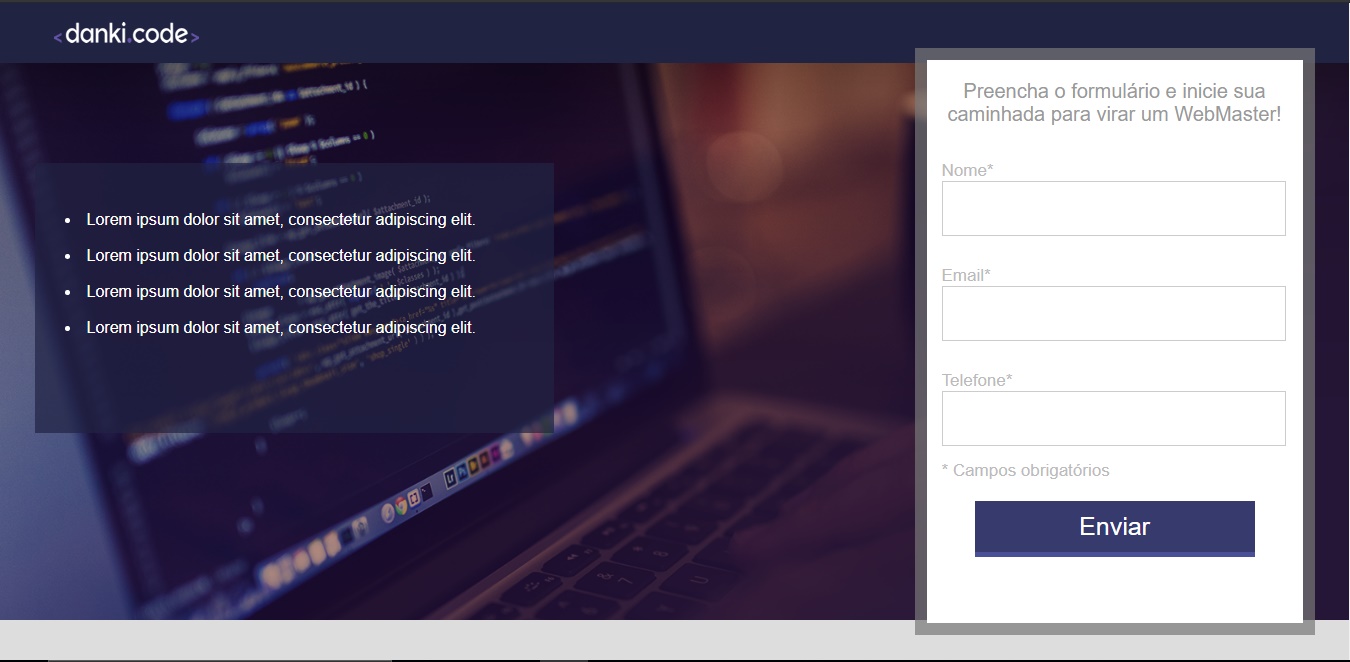 <danki.code>
Preencha o formulário e inicie sua
caminhada para virar um WebMaster!
Lorem ipsum dolor sit amet, consectetur adipiscing elit.
Lorem ipsum dolor sit amet, consectetur adipiscing elit.
Lorem ipsum dolor sit amet, consectetur adipiscing elit.
Lorem ipsum dolor sit amet, consectetur adipiscing elit.
Nome*
Email*
Telefone*
* Campos obrigatórios
Enviar